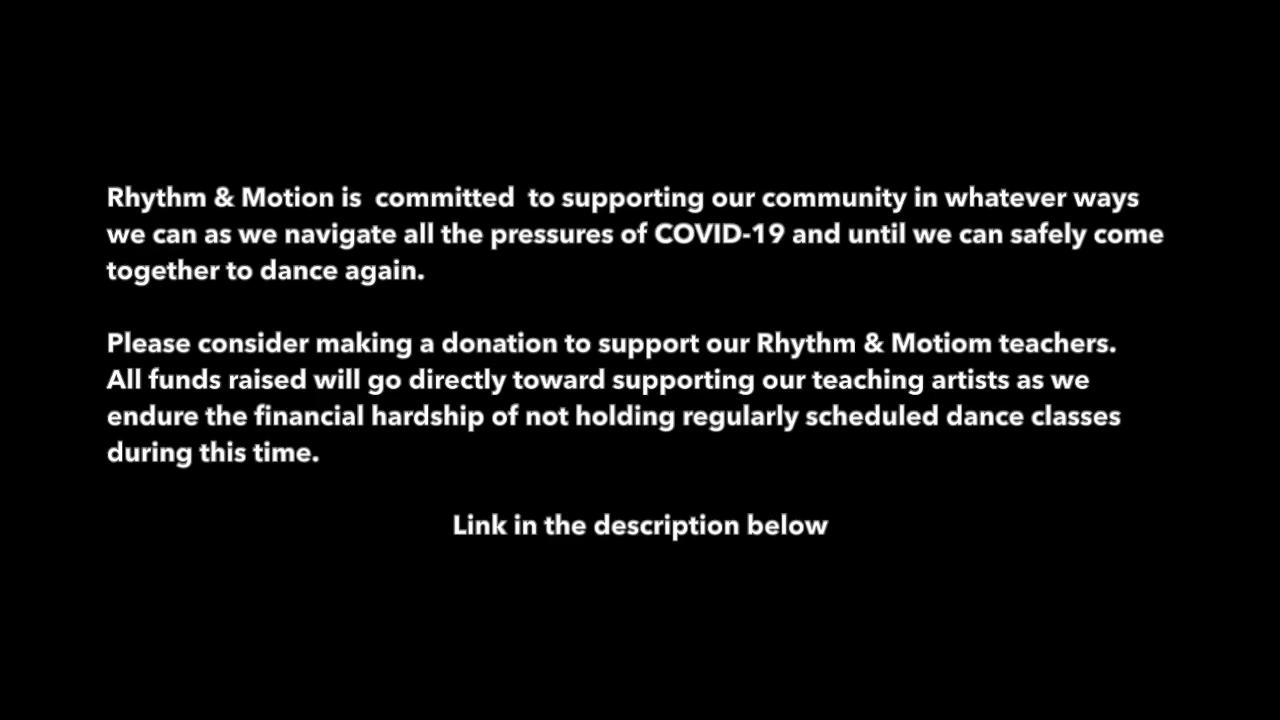 Rhythm & Motion is  committed  to supporting our community in whatever ways
we can as we navigate all the pressures of COVID-19 and until we can safely come
together to dance again.
Please consider making a donation to support our Rhythm & Motiom teachers.
All funds raised will go directly toward supporting our teaching artists as we
endure the financial hardship of not holding regularly scheduled dance classes
during this time.
Link in the description below